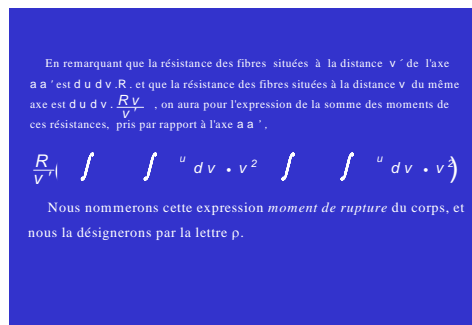 En remarquant que la résistance des fibres situées à la distance v ´ de l'axe
a a ' est d u d v .R . et que la résistance des fibres situées à la distance v du même
axe est d u d v . R v / v ' , on aura pour l'expression de la somme des moments de
ces résistances, pris par rapport à l'axe a a ' ,
R / v ' ( ∫ ∫ u d v • v ² ∫ ∫ u d v • v ² )
Nous nommerons cette expression moment de rupture du corps, et
nous la désignerons par la lettre ρ.